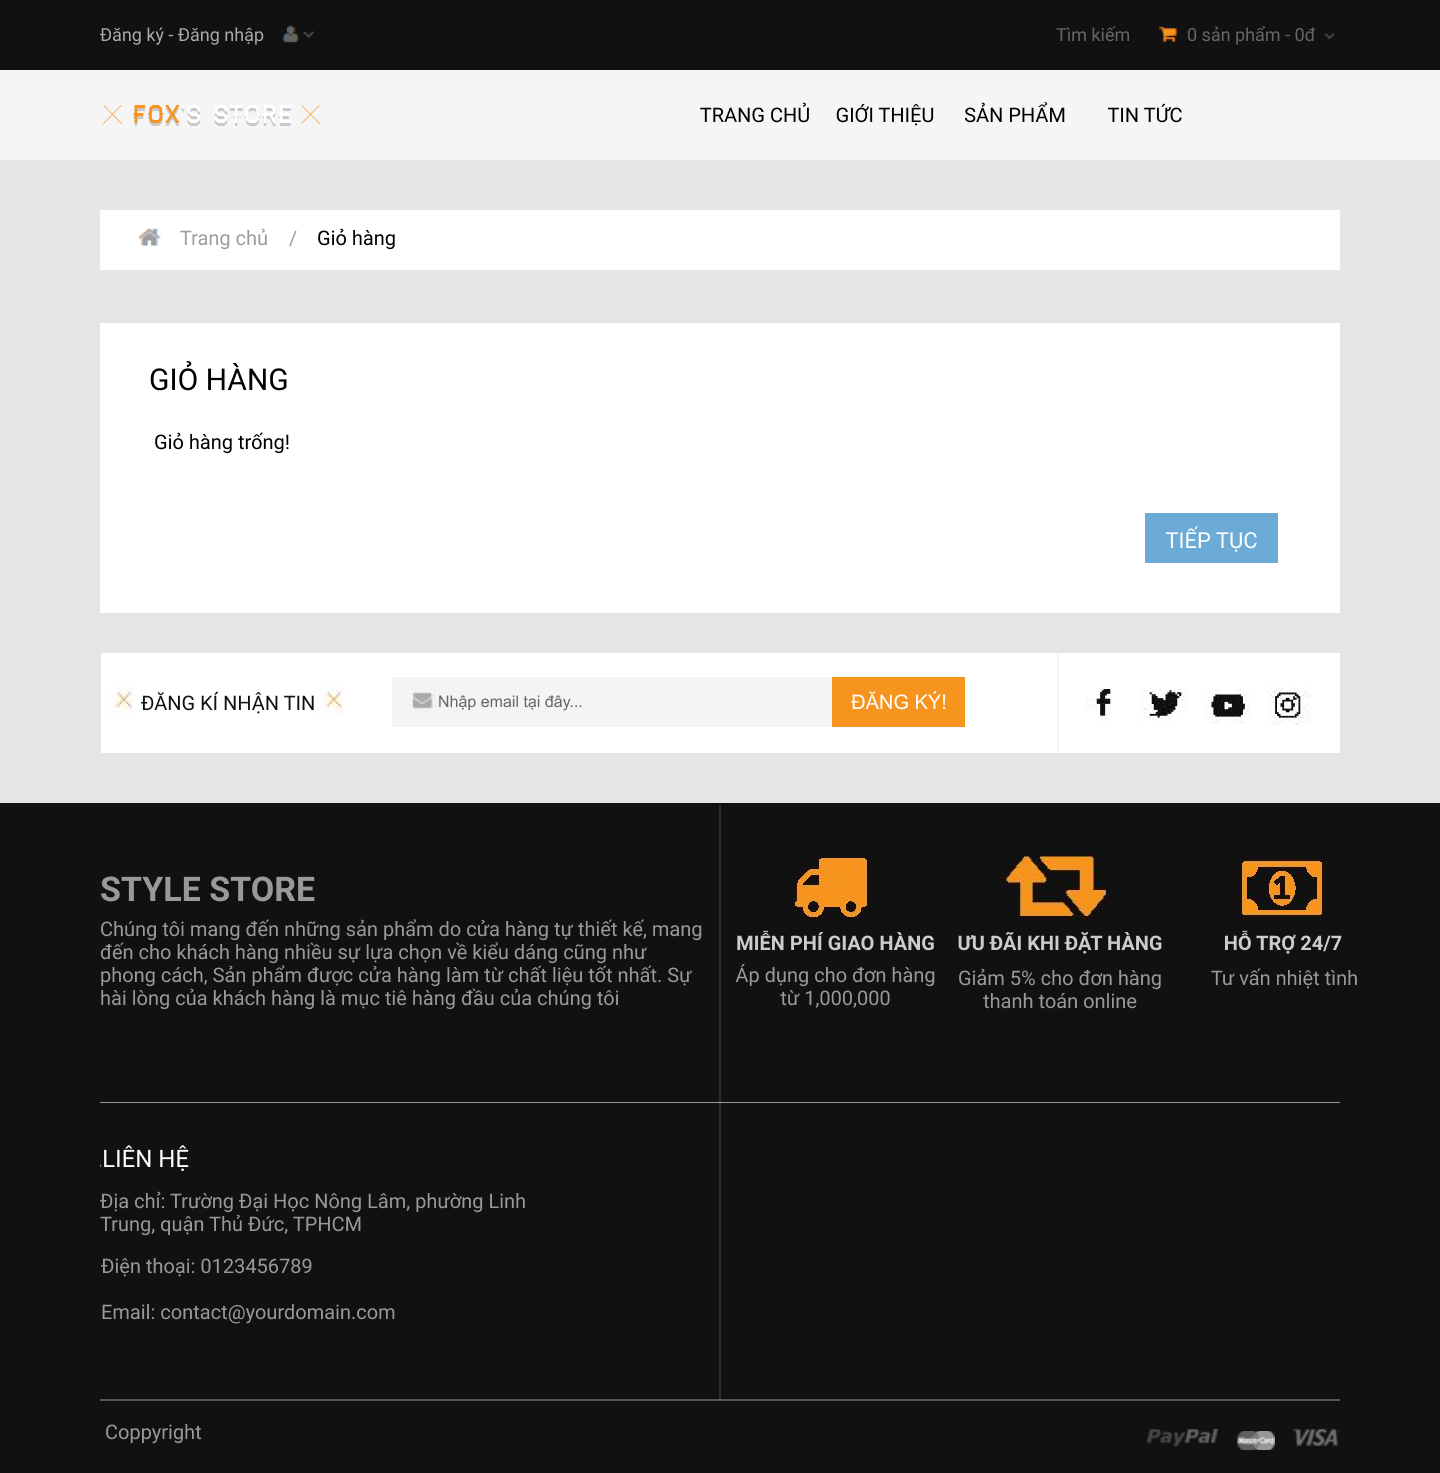 Đăng ký - Đăng nhập
Tìm kiếm
0 sản phẩm - 0đ
FOX'S STORE
TRANG CHỦ
GIỚI THIỆU
SẢN PHẨM
TIN TỨC
Trang chủ / Giỏ hàng
GIỎ HÀNG
Giỏ hàng trống!
TIẾP TỤC
ĐĂNG KÍ NHẬN TIN
Nhập email tại đây...
ĐĂNG KÝ!
STYLE STORE
Chúng tôi mang đến những sản phẩm do cửa hàng tự thiết kế, mang
đến cho khách hàng nhiều sự lựa chọn về kiểu dáng cũng như
phong cách, Sản phẩm được cửa hàng làm từ chất liệu tốt nhất. Sự
hài lòng của khách hàng là mục tiê hàng đầu của chúng tôi
1
MIỄN PHÍ GIAO HÀNG
Áp dụng cho đơn hàng
từ 1,000,000
ƯU ĐÃI KHI ĐẶT HÀNG
Giảm 5% cho đơn hàng
thanh toán online
HỖ TRỢ 24/7
Tư vấn nhiệt tình
LIÊN HỆ
Địa chỉ: Trường Đại Học Nông Lâm, phường Linh
Trung, quận Thủ Đức, TPHCM
Điện thoại: 0123456789
Email: contact@yourdomain.com
Coppyright
PayPal
MasterCard
VISA